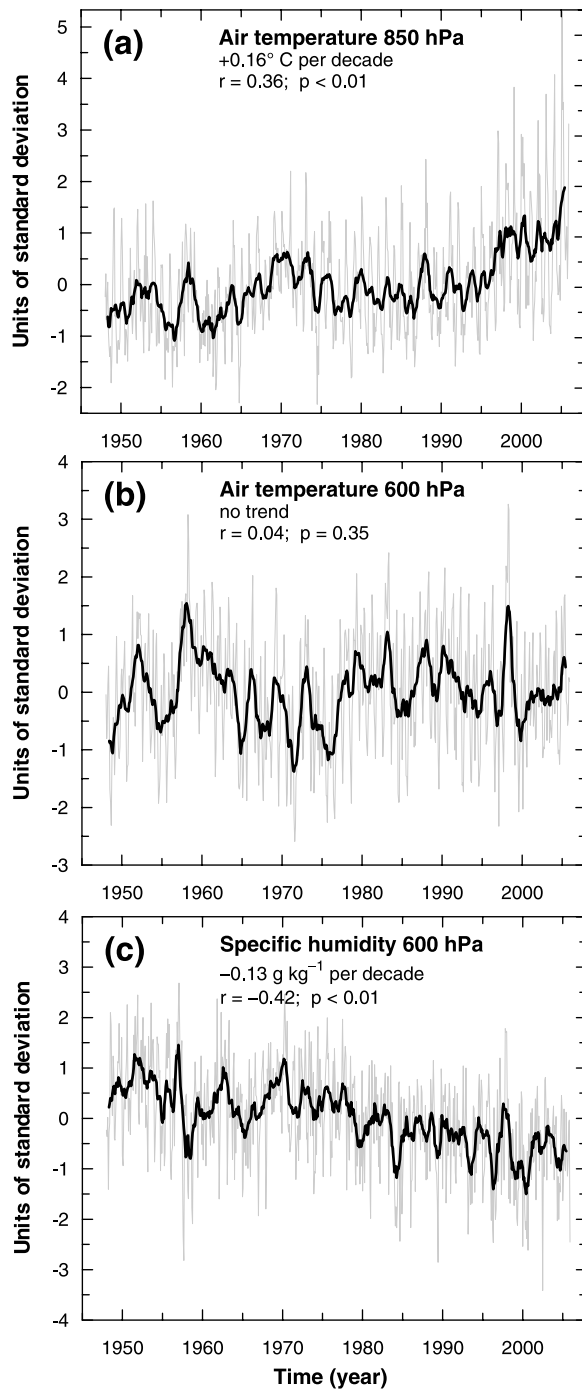 (a)
Air temperature 850 hPa
+0.16° C per decade
r = 0.36; p < 0.01
Units of standard deviation
5
4
3
2
1
0
-1
-2
1950 1960 1970 1980 1990 2000
(b)
Air temperature 600 hPa
no trend
r = 0.04; p = 0.35
Units of standard deviation
4
3
2
1
0
-1
-2
-3
1950 1960 1970 1980 1990 2000
(c)
Specific humidity 600 hPa
−0.13 g kg⁻¹ per decade
r = −0.42; p < 0.01
Units of standard deviation
4
3
2
1
0
-1
-2
-3
-4
1950 1960 1970 1980 1990 2000
Time (year)